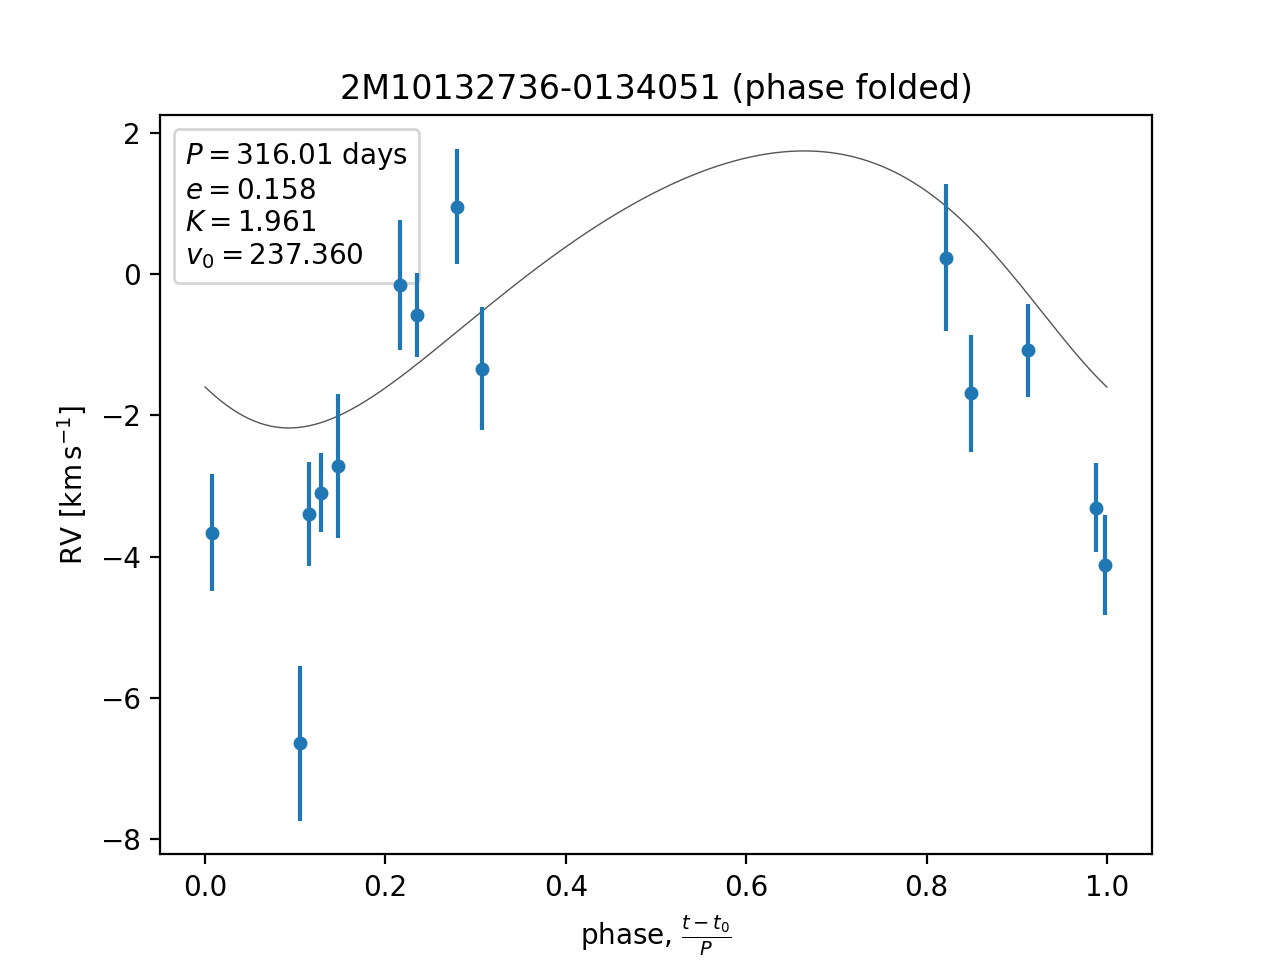 2M10132736-0134051 (phase folded)
P = 316.01 days
e = 0.158
K = 1.961
v₀ = 237.360
2
0
−2
−4
−6
−8
RV [km s⁻¹]
0.0 0.2 0.4 0.6 0.8 1.0
phase, (t − t₀)/P